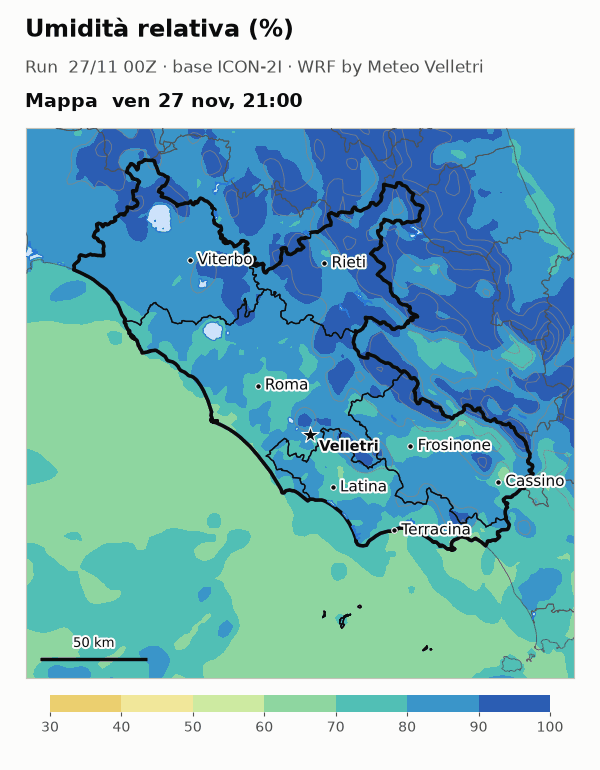 Umidità relativa (%)
Run  27/11 00Z · base ICON-2I · WRF by Meteo Velletri
Mappa  ven 27 nov, 21:00
Viterbo
Rieti
Roma
Velletri
Frosinone
Cassino
Latina
Terracina
50 km
30 40 50 60 70 80 90 100